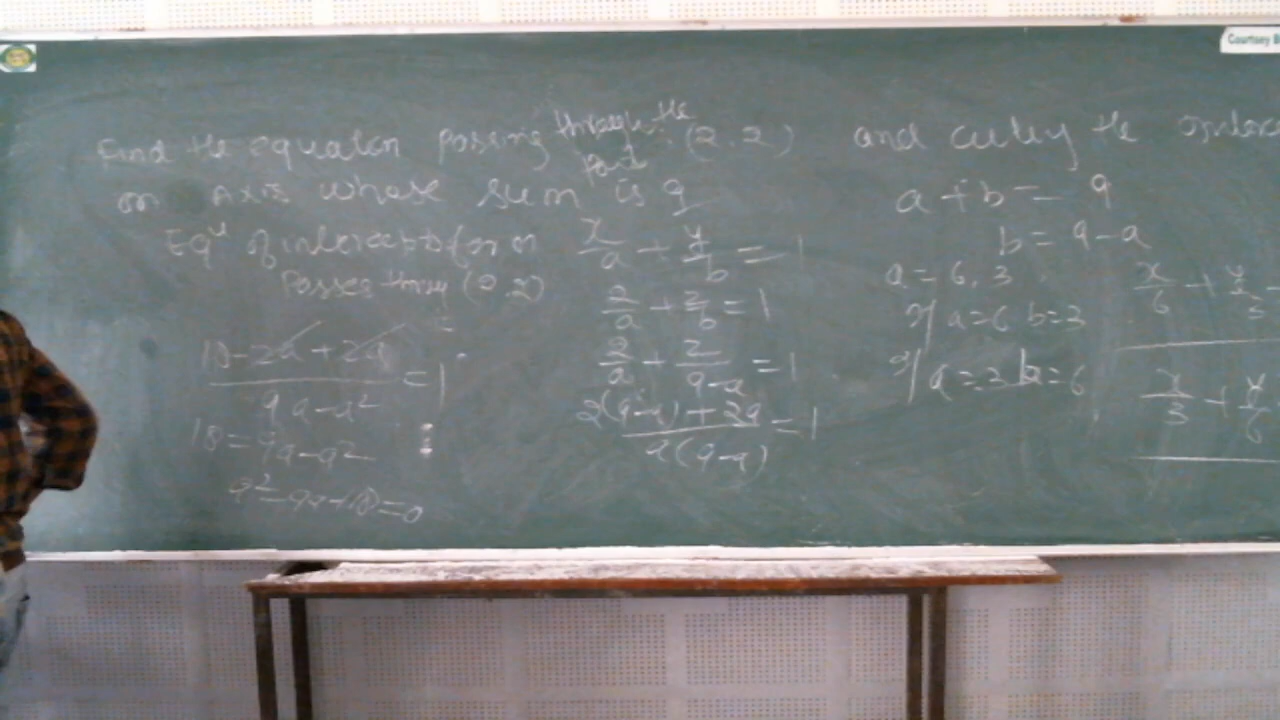 Courtesy B
Find the equation passing through the point (2,2) and cuting the
on Axis whose sum is 9
Eqn of intercept form x/a + y/b = 1
Passes throug (2,2)
2/a + 2/b = 1
2/a + 2/9-a = 1
2(9-a)+2a / a(9-a) = 1
18-2a+2a / 9a-a² = 1
18=9a-a²
a²-9a+18=0
a+b= 9
b=9-a
a=6,3
If a=6 b=3
If a=3 b=6
x/6 + y/3
x/3 + y/6